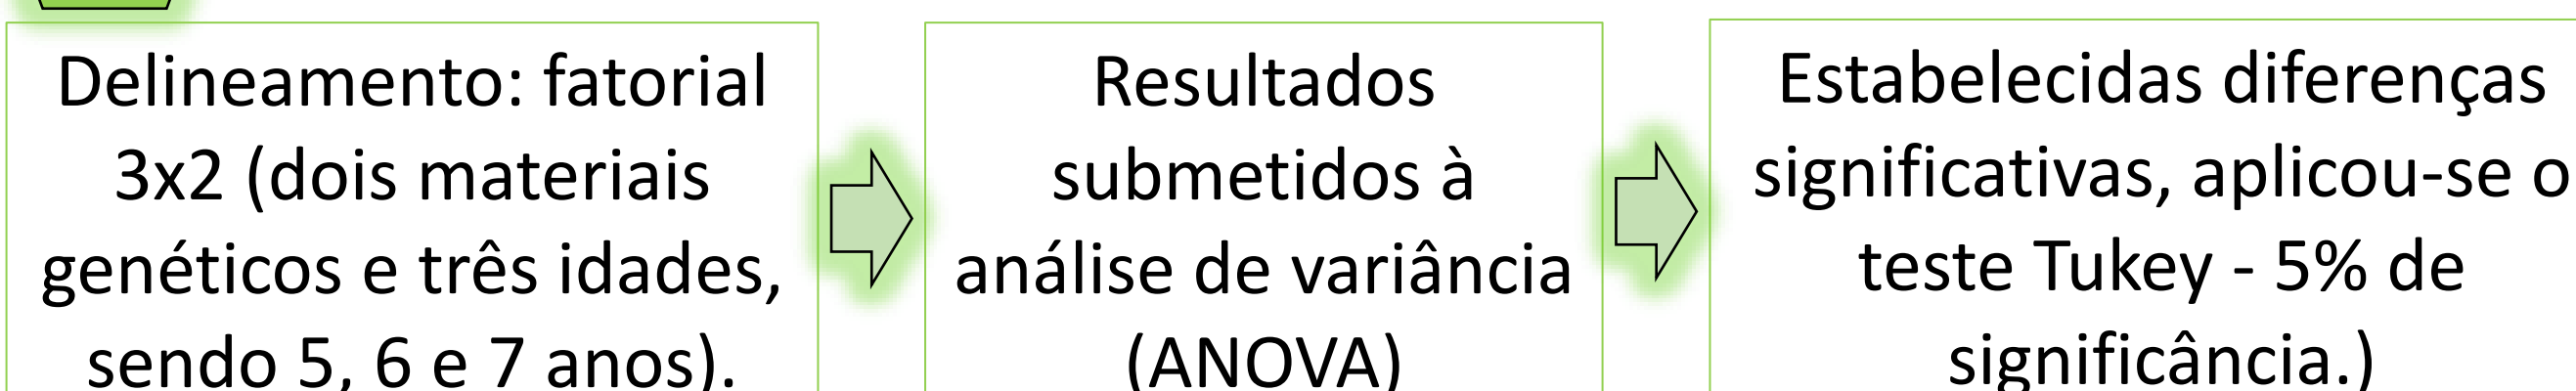 Delineamento: fatorial
3x2 (dois materiais
genéticos e três idades,
sendo 5, 6 e 7 anos).
Resultados
submetidos à
análise de variância
(ANOVA)
Estabelecidas diferenças
significativas, aplicou-se o
teste Tukey - 5% de
significância.)